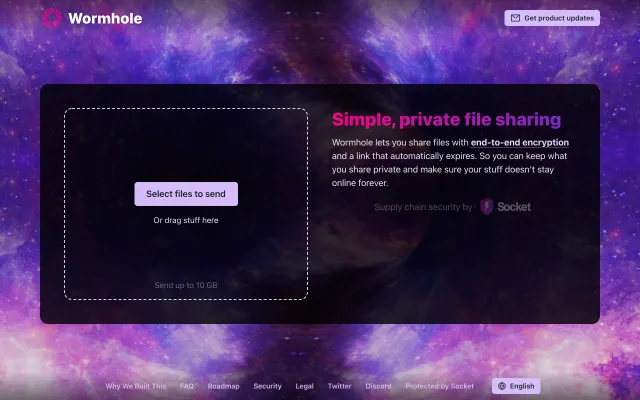 Wormhole
Get product updates
Select files to send
Or drag stuff here
Send up to 10 GB
Simple, private file sharing
Wormhole lets you share files with end-to-end encryption
and a link that automatically expires. So you can keep what
you share private and make sure your stuff doesn't stay
online forever.
Supply chain security by Socket
Why We Built This FAQ Roadmap Security Legal Twitter Discord Protected by Socket English